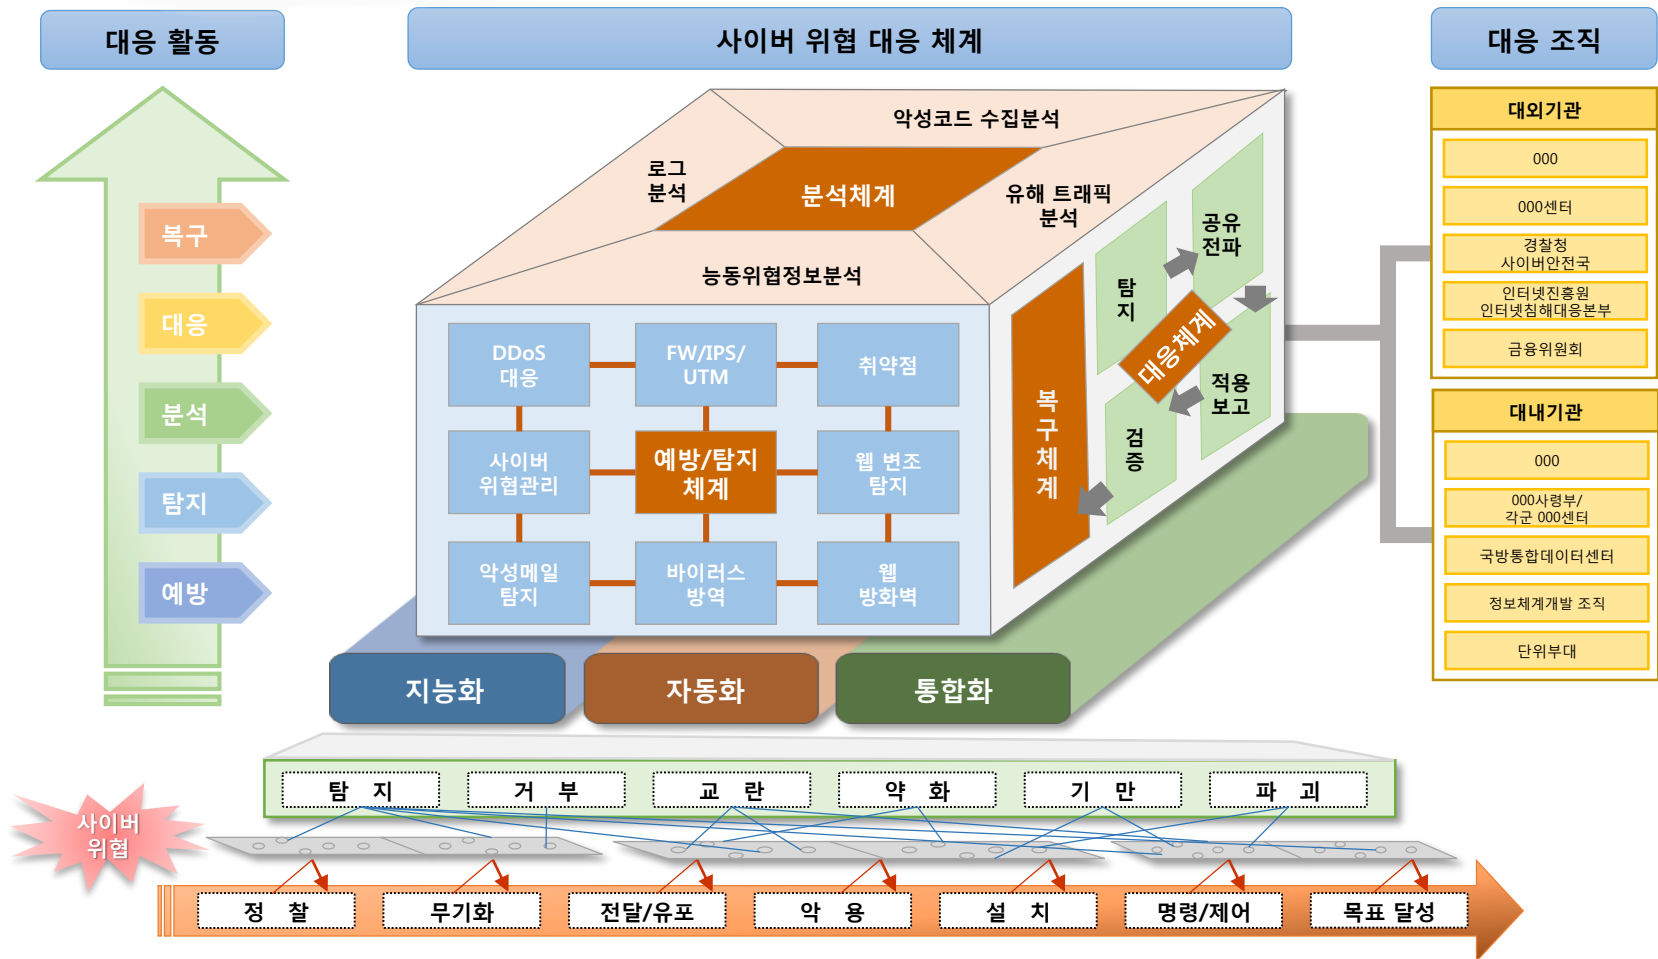 대응 활동
사이버 위협 대응 체계
대응 조직
복구
대응
분석
탐지
예방
악성코드 수집분석
로그
분석
분석체계
유해 트래픽
분석
능동위협정보분석
DDoS
대응
FW/IPS/
UTM
취약점
사이버
위협관리
예방/탐지
체계
웹 변조
탐지
악성메일
탐지
바이러스
방역
웹
방화벽
복
구
체
계
탐
지
공유
전파
대응체계
적용
보고
검
증
대외기관
000
000센터
경찰청
사이버안전국
인터넷진흥원
인터넷침해대응본부
금융위원회
대내기관
000
000사령부/
각군 000센터
국방통합데이터센터
정보체계개발 조직
단위부대
지능화
자동화
통합화
탐 지
거 부
교 란
약 화
기 만
파 괴
사이버
위협
정 찰
무기화
전달/유포
악 용
설 치
명령/제어
목표 달성